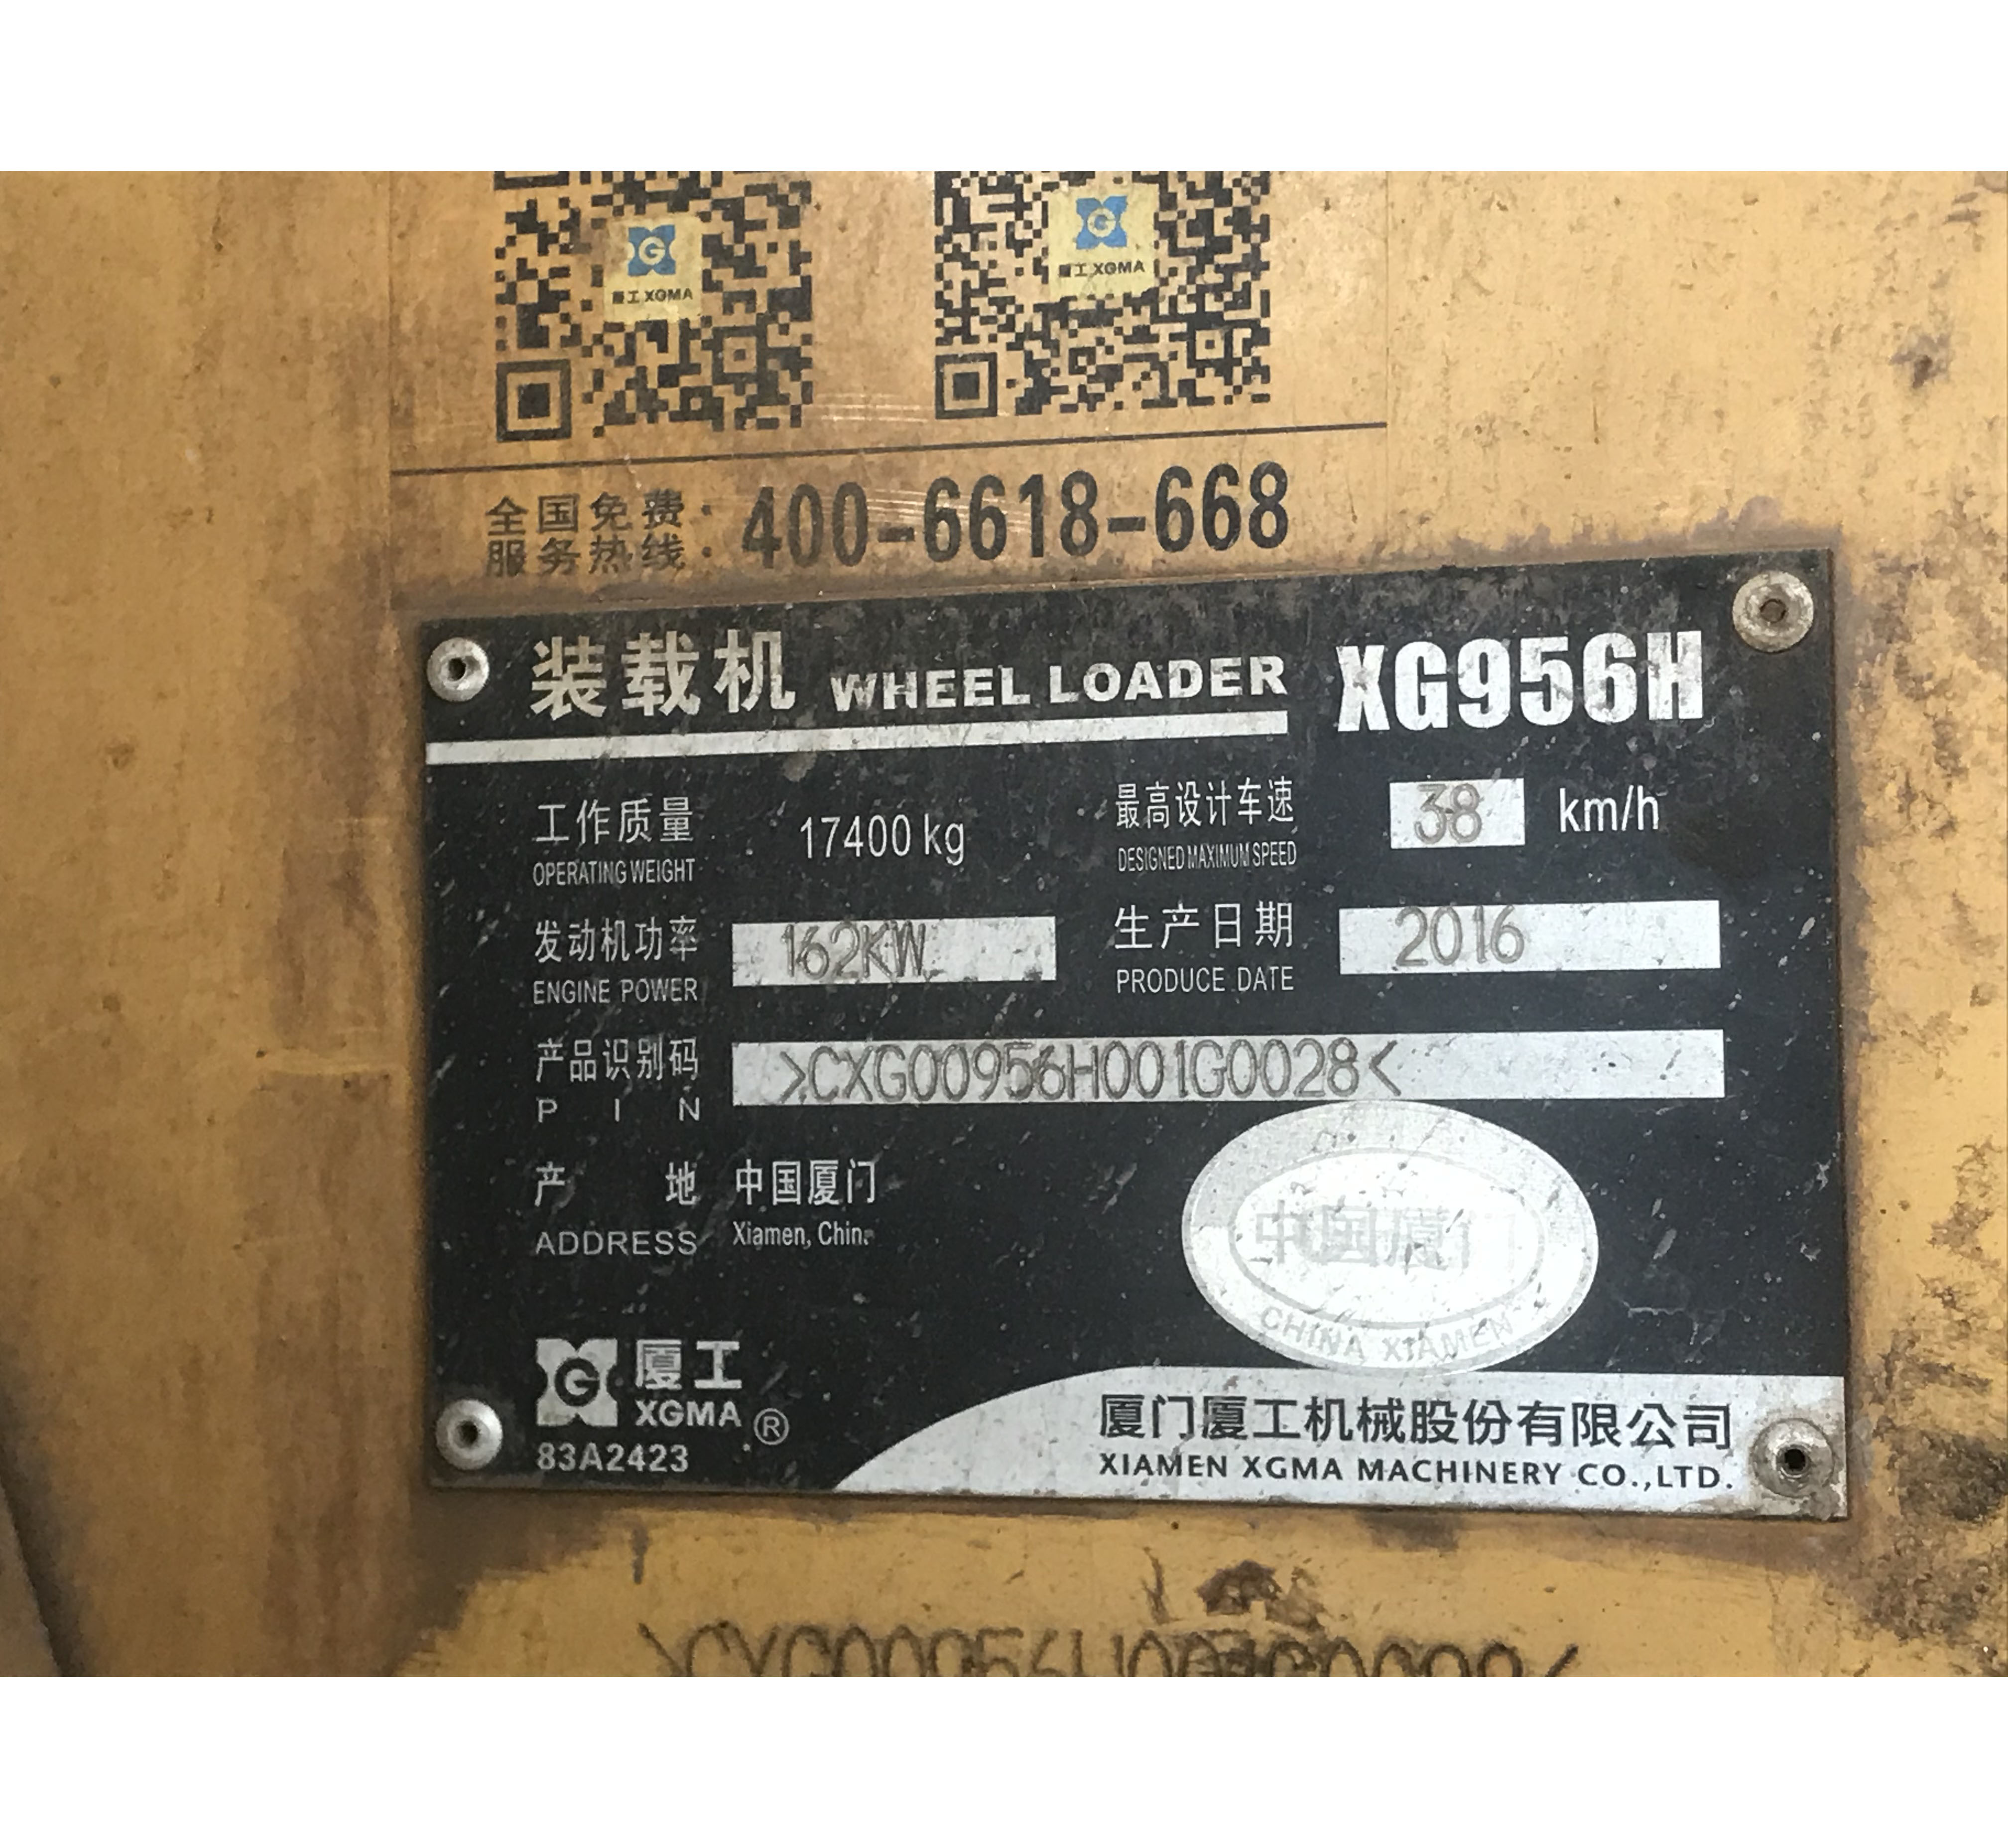 厦工 XGMA
厦工 XGMA
全国免费:
服务热线:
400-6618-668
装载机 WHEEL LOADER XG956H
工作质量 17400 kg 最高设计车速 38 km/h
OPERATING WEIGHT DESIGNED MAXIMUM SPEED
发动机功率 162KW 生产日期 2016
ENGINE POWER PRODUCE DATE
产品识别码 >CXG00956H001G0028<
PIN
产地 中国厦门
ADDRESS Xiamen, China
中国厦门
CHINA XIAMEN
厦工
XGMA ®
83A2423
厦门厦工机械股份有限公司
XIAMEN XGMA MACHINERY CO.,LTD.